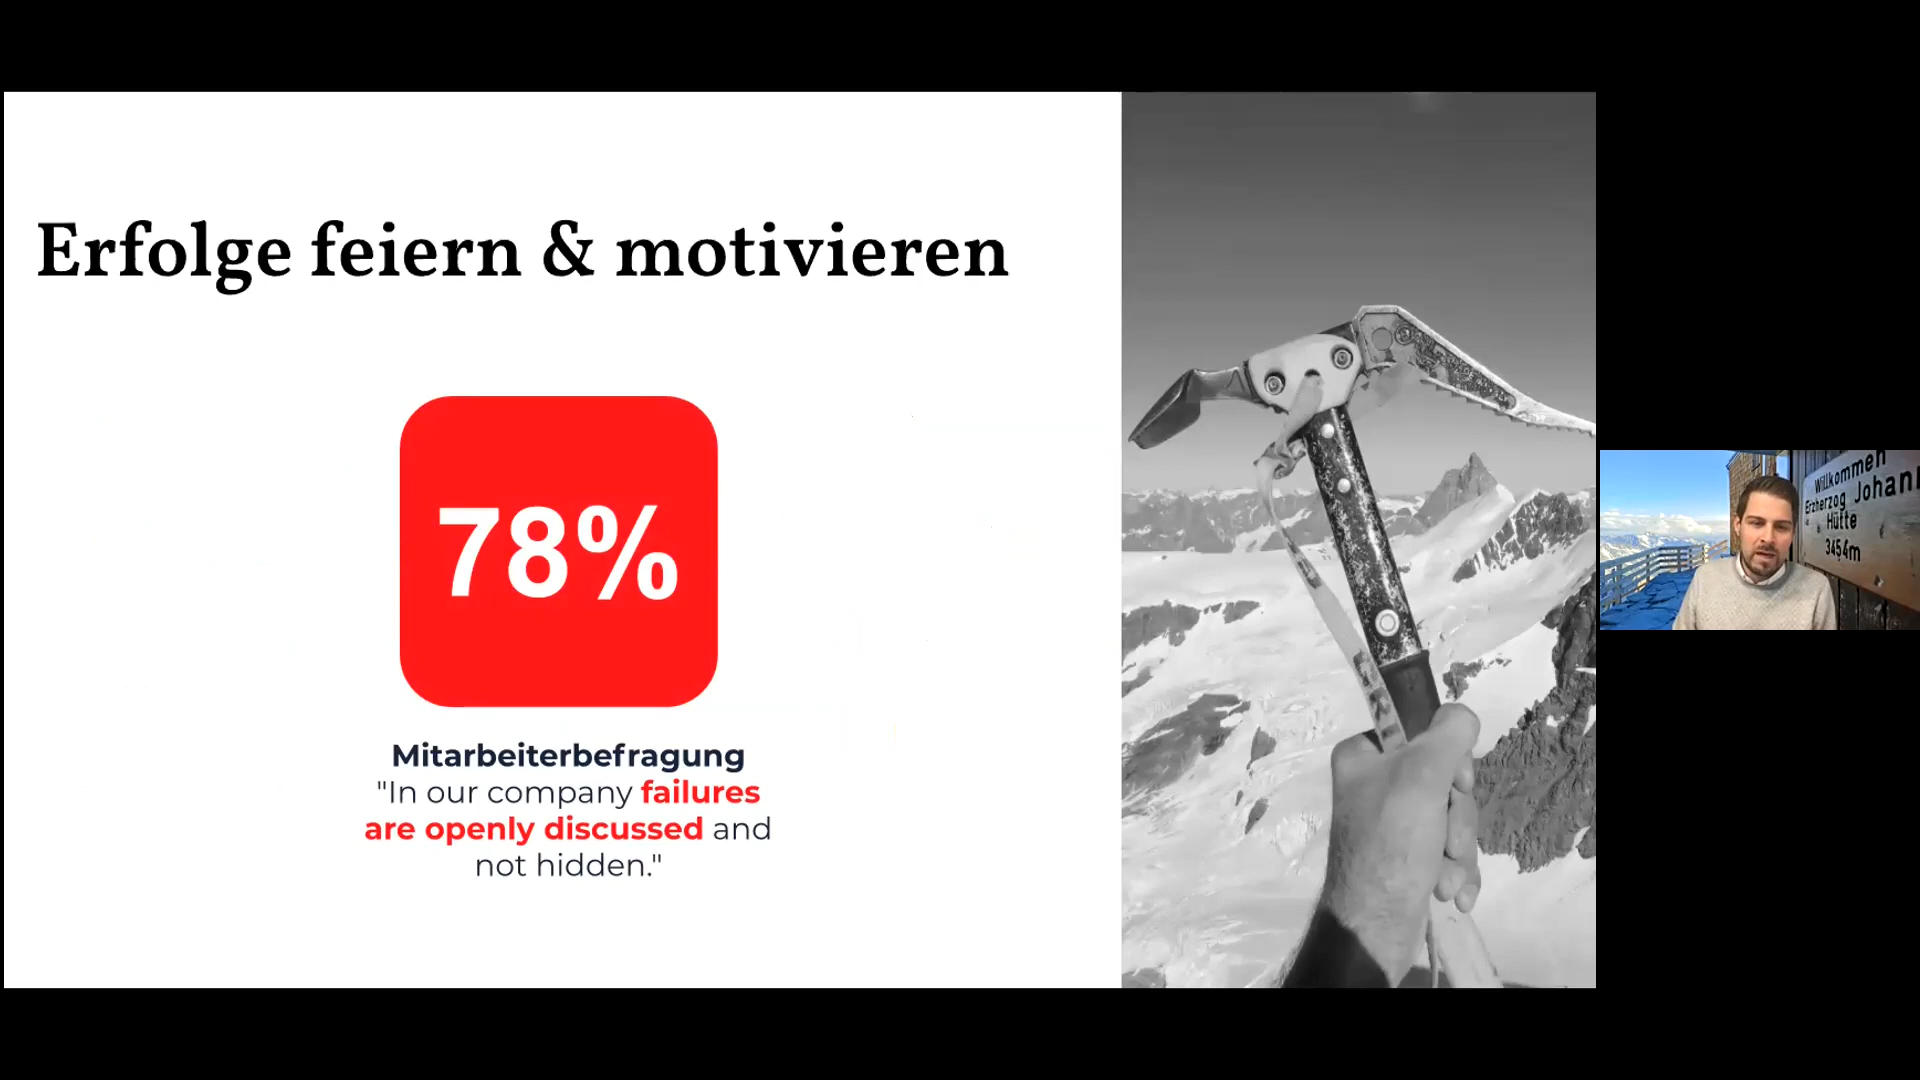 Erfolge feiern & motivieren
78%
Mitarbeiterbefragung
"In our company failures
are openly discussed and
not hidden."
Willkommen
Erzherzog Johann
Hütte
3454m